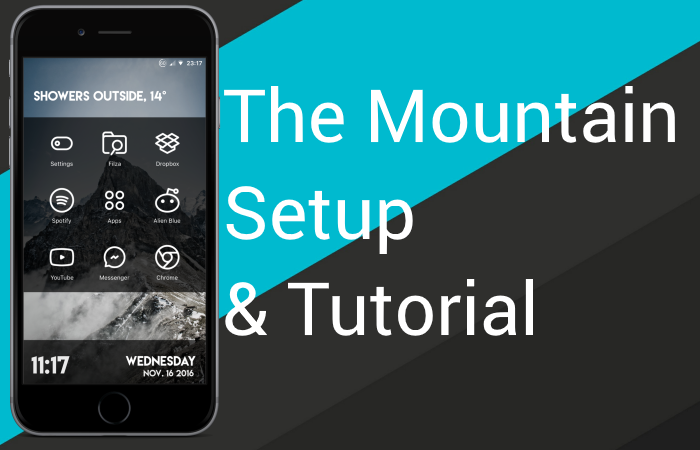 23:17
SHOWERS OUTSIDE, 14°
Settings Filza Dropbox
Spotify Apps Alien Blue
YouTube Messenger Chrome
11:17 WEDNESDAY
NOV. 16 2016
The Mountain
Setup
& Tutorial